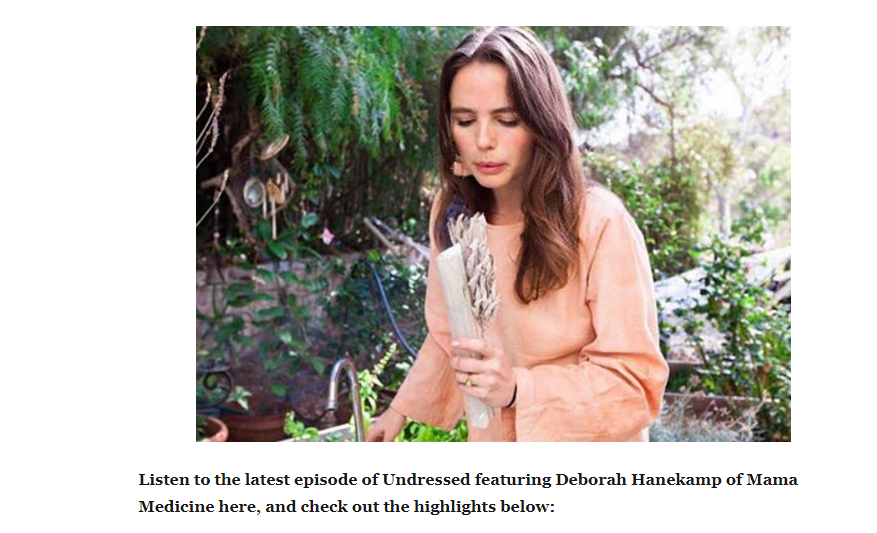 Listen to the latest episode of Undressed featuring Deborah Hanekamp of Mama
Medicine here, and check out the highlights below: